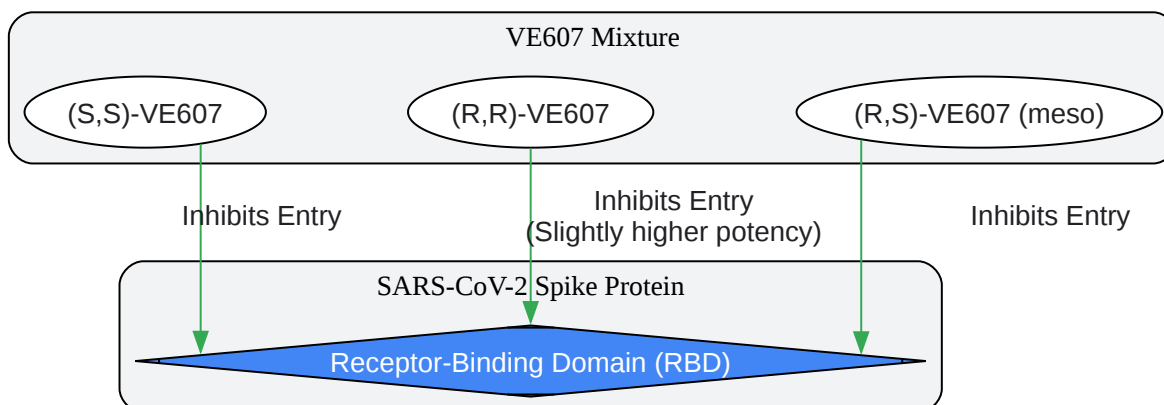 VE607 Mixture
(S,S)-VE607
(R,R)-VE607
(R,S)-VE607 (meso)
Inhibits Entry
Inhibits Entry
(Slightly higher potency)
Inhibits Entry
SARS-CoV-2 Spike Protein
Receptor-Binding Domain (RBD)